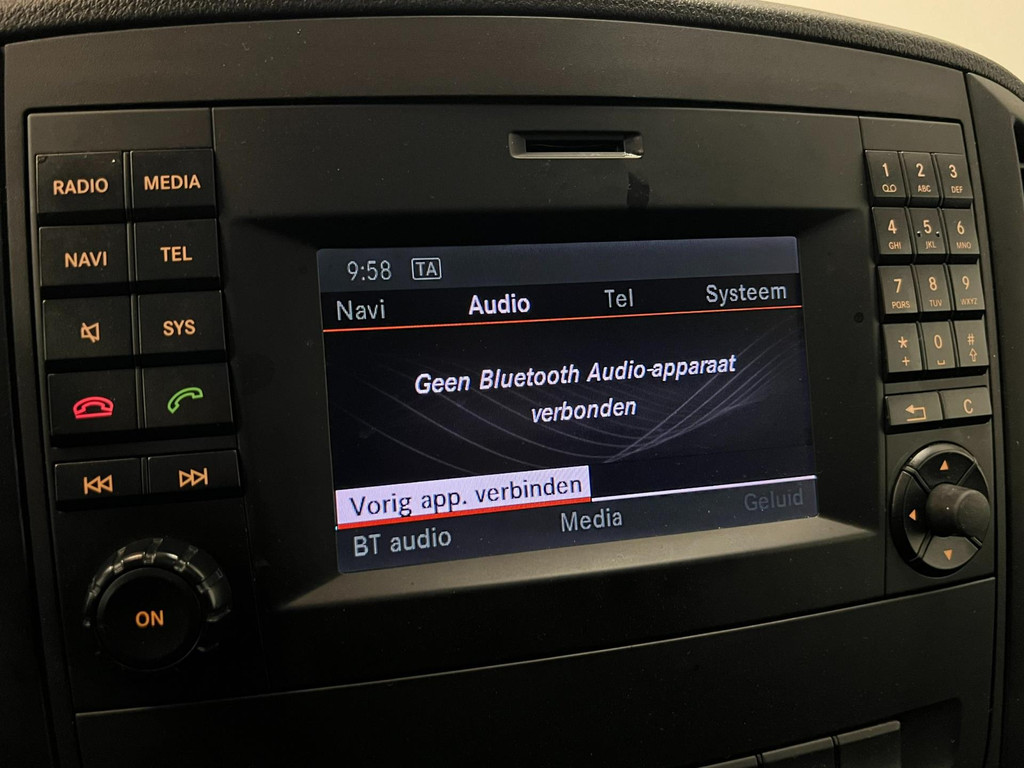 RADIO
MEDIA
NAVI
TEL
SYS
ON
9:58 TA
Navi Audio Tel Systeem
Geen Bluetooth Audio-apparaat
verbonden
Vorig app. verbinden
BT audio Media Geluid
1 2 3
ABC DEF
4 .5. 6
GHI JKL MNO
7 8 9
PQRS TUV WXYZ
* 0 #
+
C